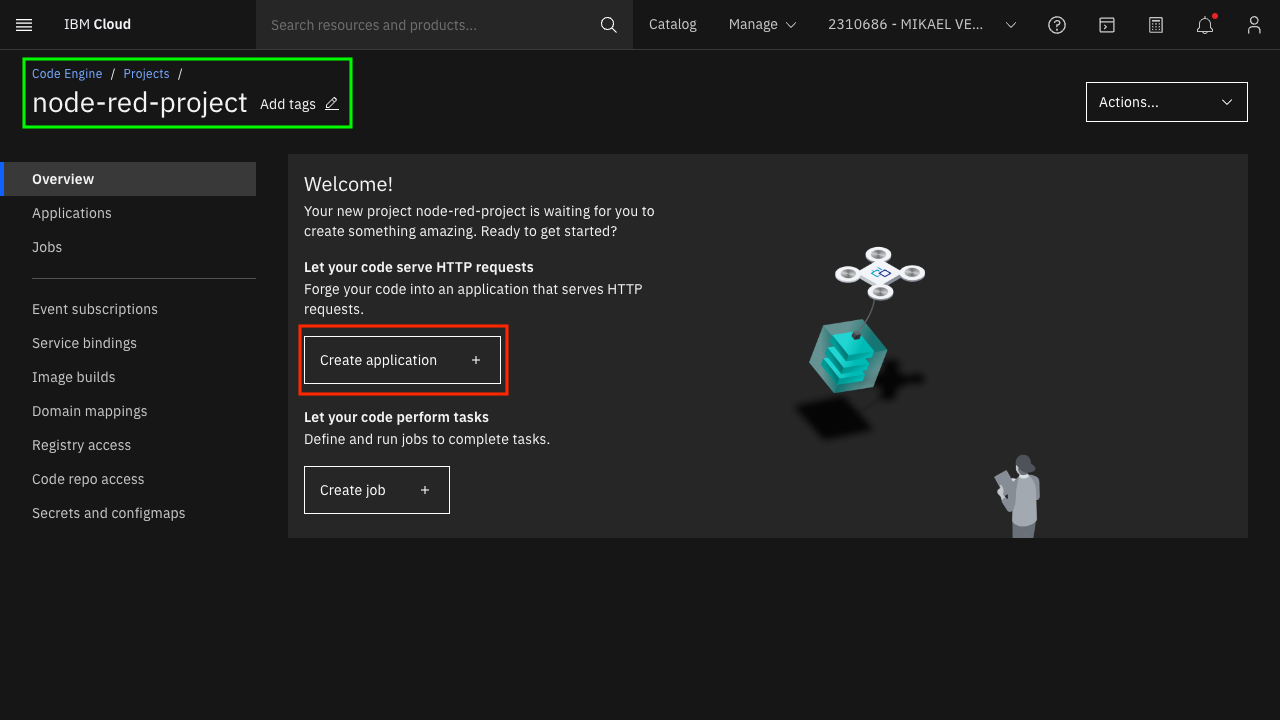 IBM Cloud
Search resources and products...
Catalog
Manage
2310686 - MIKAEL VE...
Code Engine / Projects /
node-red-project
Add tags
Actions...
Overview
Applications
Jobs
Event subscriptions
Service bindings
Image builds
Domain mappings
Registry access
Code repo access
Secrets and configmaps
Welcome!
Your new project node-red-project is waiting for you to
create something amazing. Ready to get started?
Let your code serve HTTP requests
Forge your code into an application that serves HTTP
requests.
Create application +
Let your code perform tasks
Define and run jobs to complete tasks.
Create job +